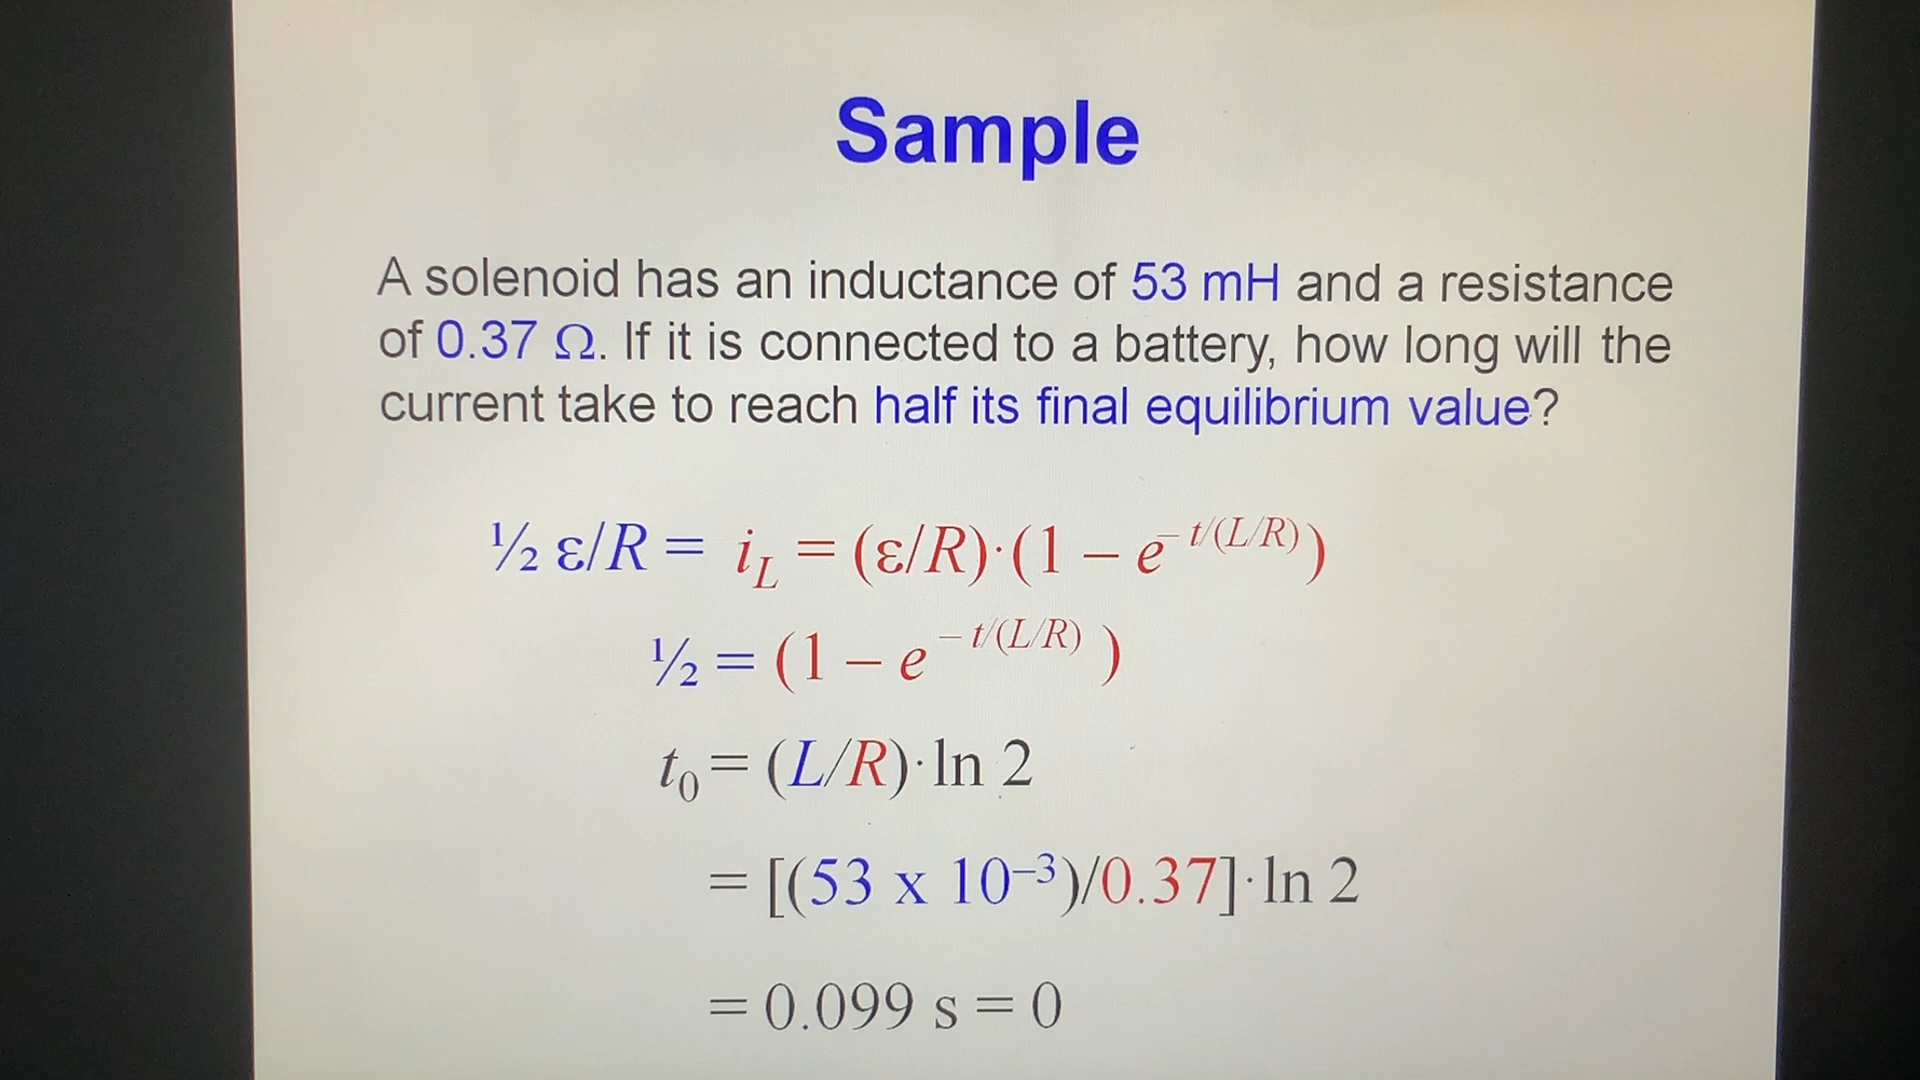 Sample
A solenoid has an inductance of 53 mH and a resistance
of 0.37 Ω. If it is connected to a battery, how long will the
current take to reach half its final equilibrium value?
½ ε/R = i_L = (ε/R)·(1 – e^– t/(L/R))
½ = (1 – e^– t/(L/R) )
t₀ = (L/R)·ln 2
= [(53 x 10⁻³)/0.37]·ln 2
= 0.099 s = 0